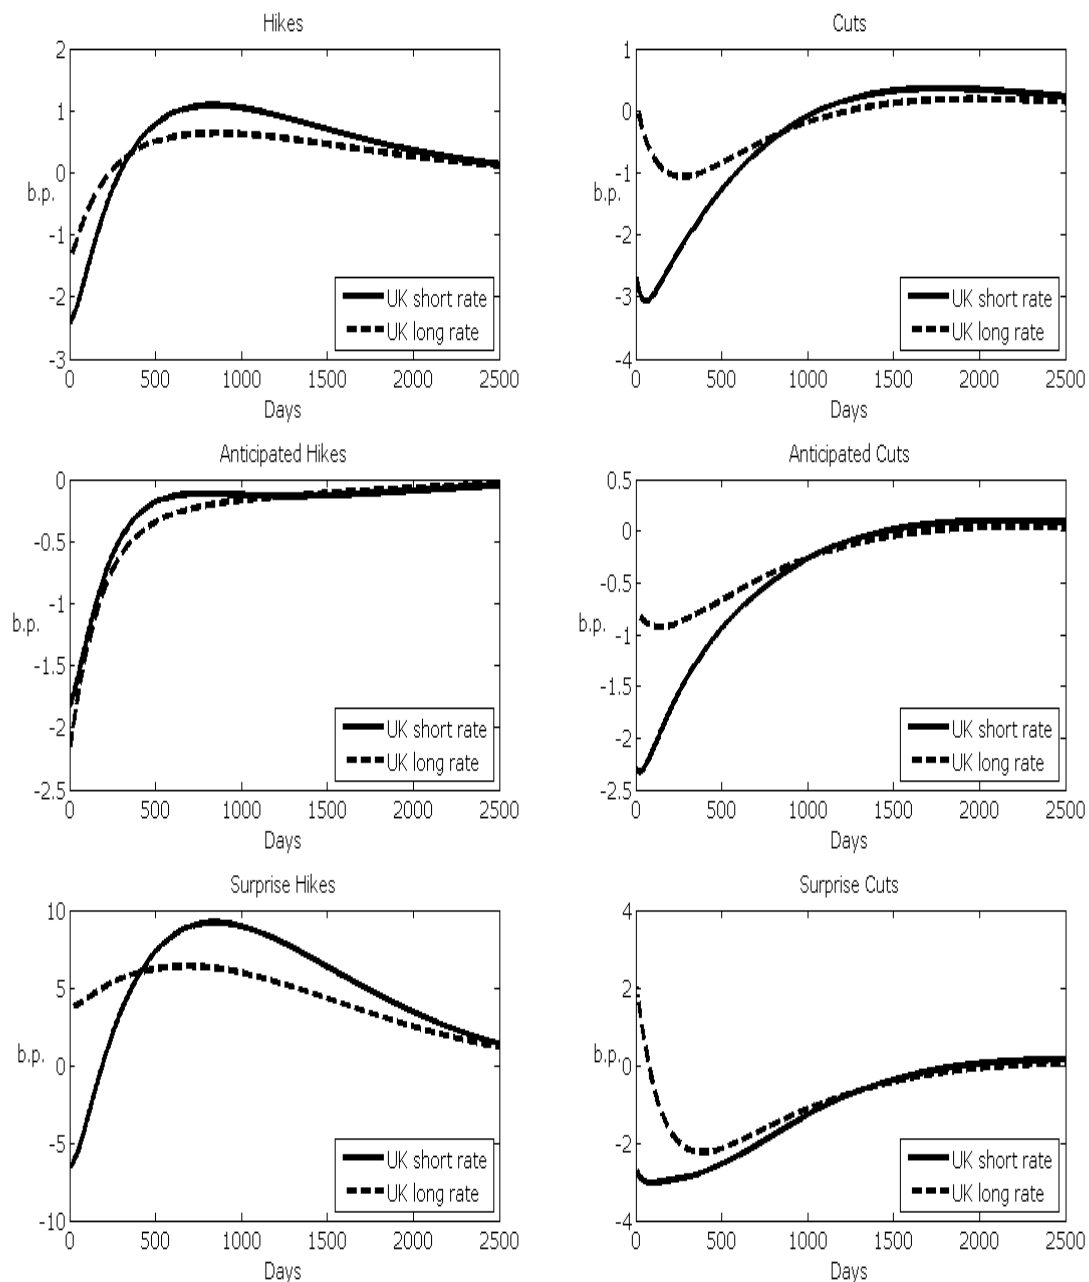 Hikes
2
1
0
b.p.
-1
-2
-3
UK short rate
UK long rate
0 500 1000 1500 2000 2500
Days
Cuts
1
0
-1
b.p.
-2
-3
-4
UK short rate
UK long rate
0 500 1000 1500 2000 2500
Days
Anticipated Hikes
0
-0.5
-1
b.p.
-1.5
-2
-2.5
UK short rate
UK long rate
0 500 1000 1500 2000 2500
Days
Anticipated Cuts
0.5
0
-0.5
b.p.
-1
-1.5
-2
-2.5
UK short rate
UK long rate
0 500 1000 1500 2000 2500
Days
Surprise Hikes
10
5
b.p.
0
-5
-10
UK short rate
UK long rate
0 500 1000 1500 2000 2500
Days
Surprise Cuts
4
2
b.p.
0
-2
-4
UK short rate
UK long rate
0 500 1000 1500 2000 2500
Days